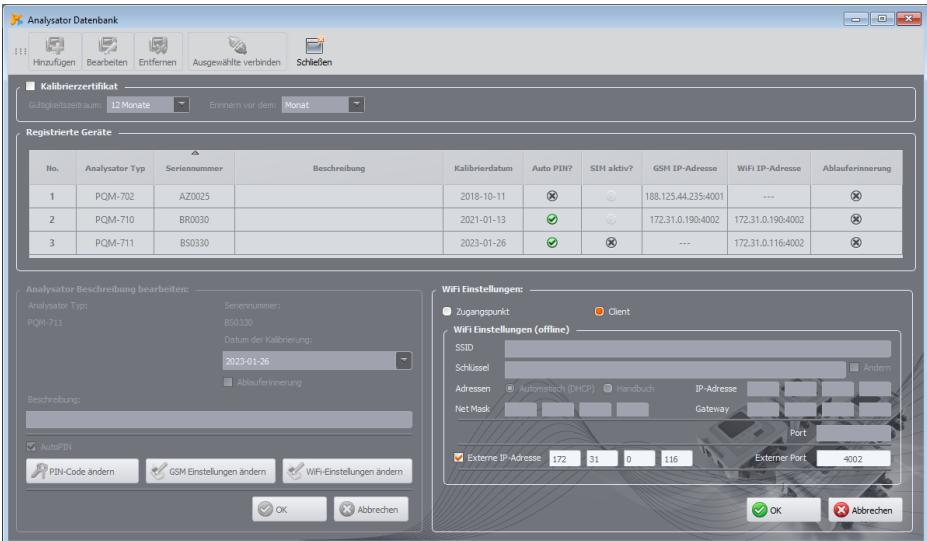 Analysator Datenbank
Hinzufügen Bearbeiten Entfernen Ausgewählte verbinden Schließen
Kalibrierzertifikat
Gültigkeitszeitraum: 12 Monate Erinnern vor dem: Monat
Registrierte Geräte
No. Analysator Typ Seriennummer Beschreibung Kalibrierdatum Auto PIN? SIM aktiv? GSM IP-Adresse WiFi IP-Adresse Ablauferinnerung
1 PQM-702 AZ0025 2018-10-11 188.125.44.235:4001 ---
2 PQM-710 BR0030 2021-01-13 172.31.0.190:4002 172.31.0.190:4002
3 PQM-711 BS0330 2023-01-26 --- 172.31.0.116:4002
Analysator Beschreibung bearbeiten:
Analysator Typ: Seriennummer:
PQM-711 BS0330
Datum der Kalibrierung:
2023-01-26
Ablauferinnerung
Beschreibung:
AutoPIN
PIN-Code ändern GSM Einstellungen ändern WiFi-Einstellungen ändern
OK Abbrechen
WiFi Einstellungen:
Zugangspunkt Client
WiFi Einstellungen (offline)
SSID
Schlüssel Ändern
Adressen Automatisch (DHCP) Handbuch IP-Adresse
Net Mask Gateway
Port
Externe IP-Adresse 172 31 0 116 Externer Port 4002
OK Abbrechen